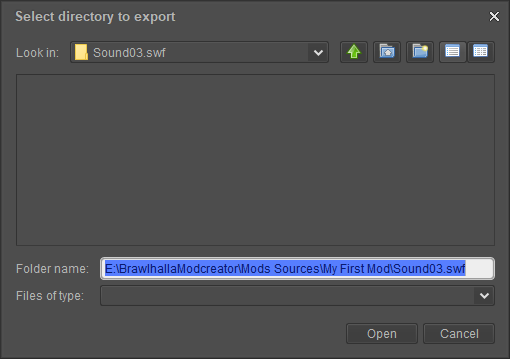 Select directory to export
Look in: Sound03.swf
Folder name: E:\BrawlhallaModcreator\Mods Sources\My First Mod\Sound03.swf
Files of type:
Open Cancel